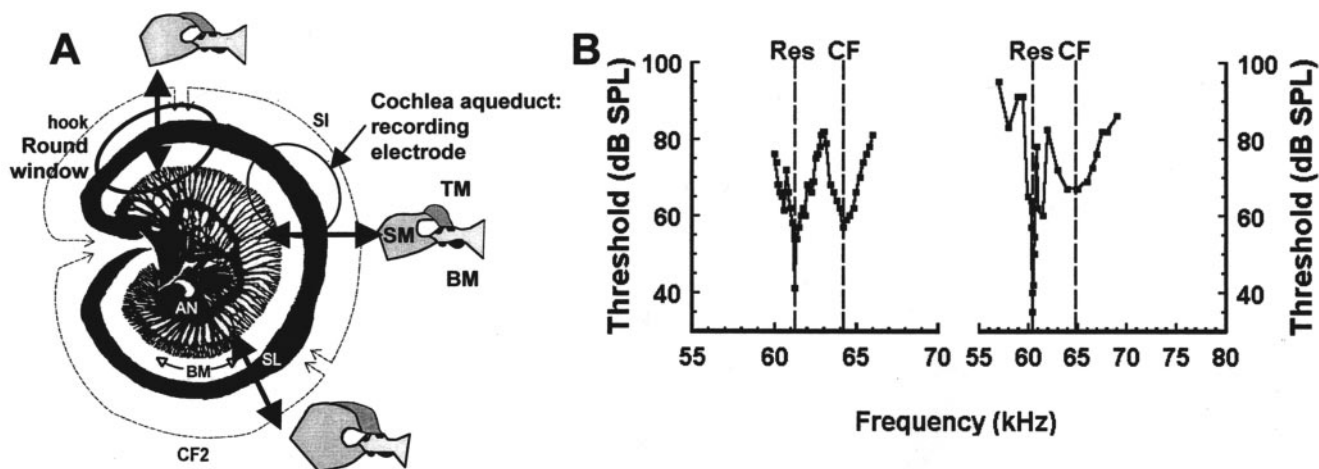 A
hook
Round
window
SI
Cochlea aqueduct:
recording
electrode
TM
SM
BM
AN
SL
BM
CF2
B
Res CF
Res CF
Threshold (dB SPL)
100
80
60
40
55 60 65 70
55 60 65 70 75 80
100
80
60
40
Threshold (dB SPL)
Frequency (kHz)